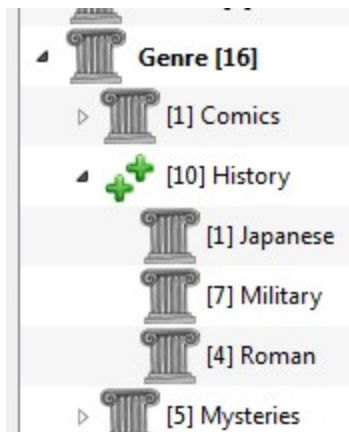 Genre [16]
[1] Comics
[10] History
[1] Japanese
[7] Military
[4] Roman
[5] Mysteries